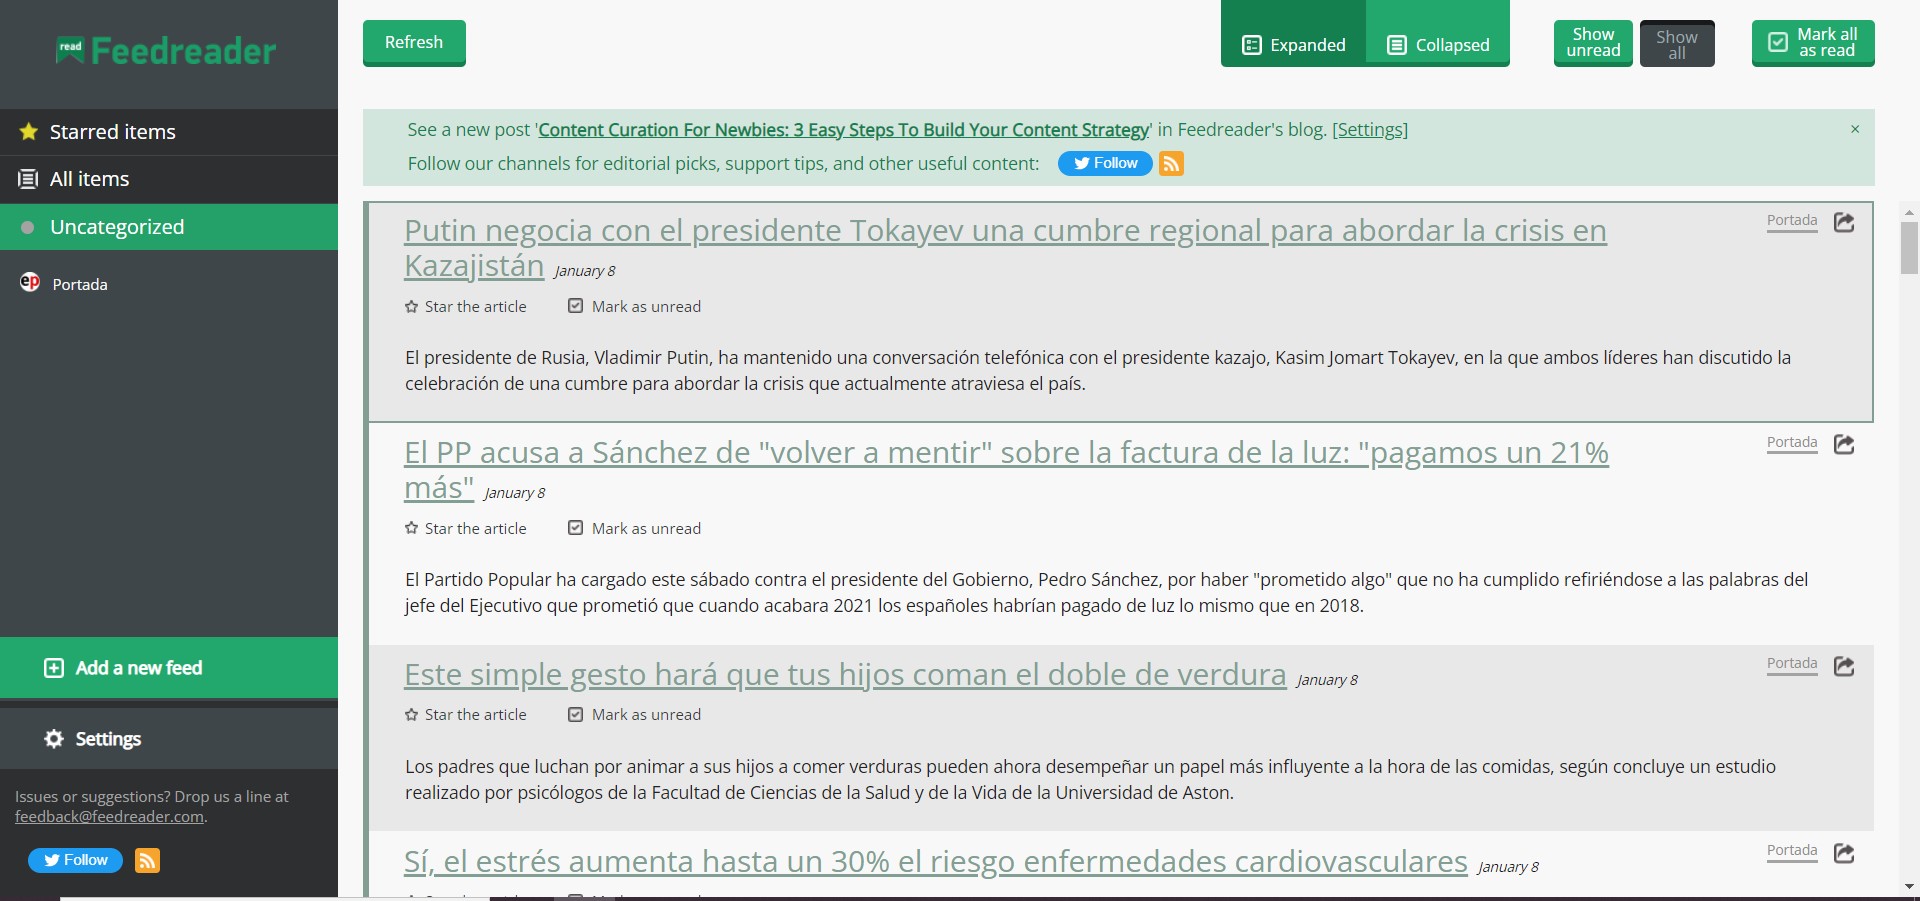 read Feedreader
Starred items
All items
Uncategorized
Portada
Add a new feed
Settings
Issues or suggestions? Drop us a line at
feedback@feedreader.com.
Follow
Refresh
Expanded
Collapsed
Show
unread
Show
all
Mark all
as read
See a new post 'Content Curation For Newbies: 3 Easy Steps To Build Your Content Strategy' in Feedreader's blog. [Settings]
×
Follow our channels for editorial picks, support tips, and other useful content:
Follow
Putin negocia con el presidente Tokayev una cumbre regional para abordar la crisis en
Kazajistán January 8
Portada
Star the article
Mark as unread
El presidente de Rusia, Vladimir Putin, ha mantenido una conversación telefónica con el presidente kazajo, Kasim Jomart Tokayev, en la que ambos líderes han discutido la
celebración de una cumbre para abordar la crisis que actualmente atraviesa el país.
El PP acusa a Sánchez de "volver a mentir" sobre la factura de la luz: "pagamos un 21%
más" January 8
Portada
Star the article
Mark as unread
El Partido Popular ha cargado este sábado contra el presidente del Gobierno, Pedro Sánchez, por haber "prometido algo" que no ha cumplido refiriéndose a las palabras del
jefe del Ejecutivo que prometió que cuando acabara 2021 los españoles habrían pagado de luz lo mismo que en 2018.
Este simple gesto hará que tus hijos coman el doble de verdura January 8
Portada
Star the article
Mark as unread
Los padres que luchan por animar a sus hijos a comer verduras pueden ahora desempeñar un papel más influyente a la hora de las comidas, según concluye un estudio
realizado por psicólogos de la Facultad de Ciencias de la Salud y de la Vida de la Universidad de Aston.
Sí, el estrés aumenta hasta un 30% el riesgo enfermedades cardiovasculares January 8
Portada